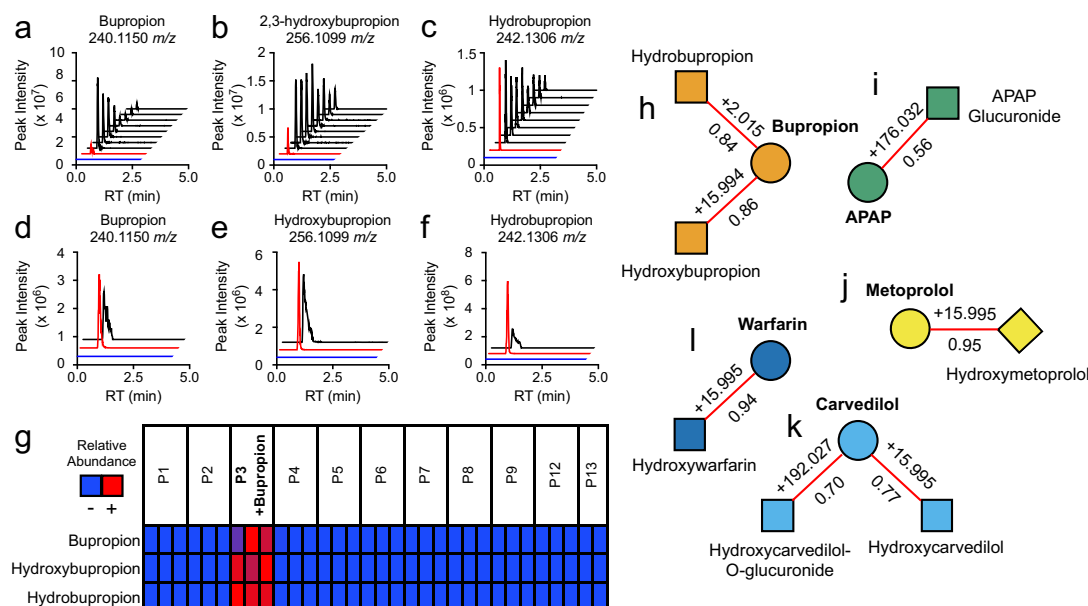 a
Bupropion
240.1150 m/z
Peak Intensity
(x 10⁷)
10
8
6
4
2
0
0.0
2.5
5.0
RT (min)
b
2,3-hydroxybupropion
256.1099 m/z
Peak Intensity
(x 10⁷)
2
1.5
1
0.5
0
0.0
2.5
5.0
RT (min)
c
Hydrobupropion
242.1306 m/z
Peak Intensity
(x 10⁶)
1.5
1
0.5
0
0.0
2.5
5.0
RT (min)
d
Bupropion
240.1150 m/z
Peak Intensity
(x 10⁶)
4
3
2
1
0
0.0
2.5
5.0
RT (min)
e
Hydroxybupropion
256.1099 m/z
Peak Intensity
(x 10⁶)
6
4
2
0
0.0
2.5
5.0
RT (min)
f
Hydrobupropion
242.1306 m/z
Peak Intensity
(x 10⁸)
8
6
4
2
0
0.0
2.5
5.0
RT (min)
g
Relative
Abundance
-
+
P1
P2
P3
+Bupropion
P4
P5
P6
P7
P8
P9
P12
P13
Bupropion
Hydroxybupropion
Hydrobupropion
h
Hydrobupropion
+2.015
0.84
Bupropion
+15.994
0.86
Hydroxybupropion
i
APAP
Glucuronide
+176.032
0.56
APAP
j
Metoprolol
+15.995
0.95
Hydroxymetoprolol
l
Warfarin
+15.995
0.94
Hydroxywarfarin
k
Carvedilol
+192.027
0.70
+15.995
0.77
Hydroxycarvedilol-
O-glucuronide
Hydroxycarvedilol